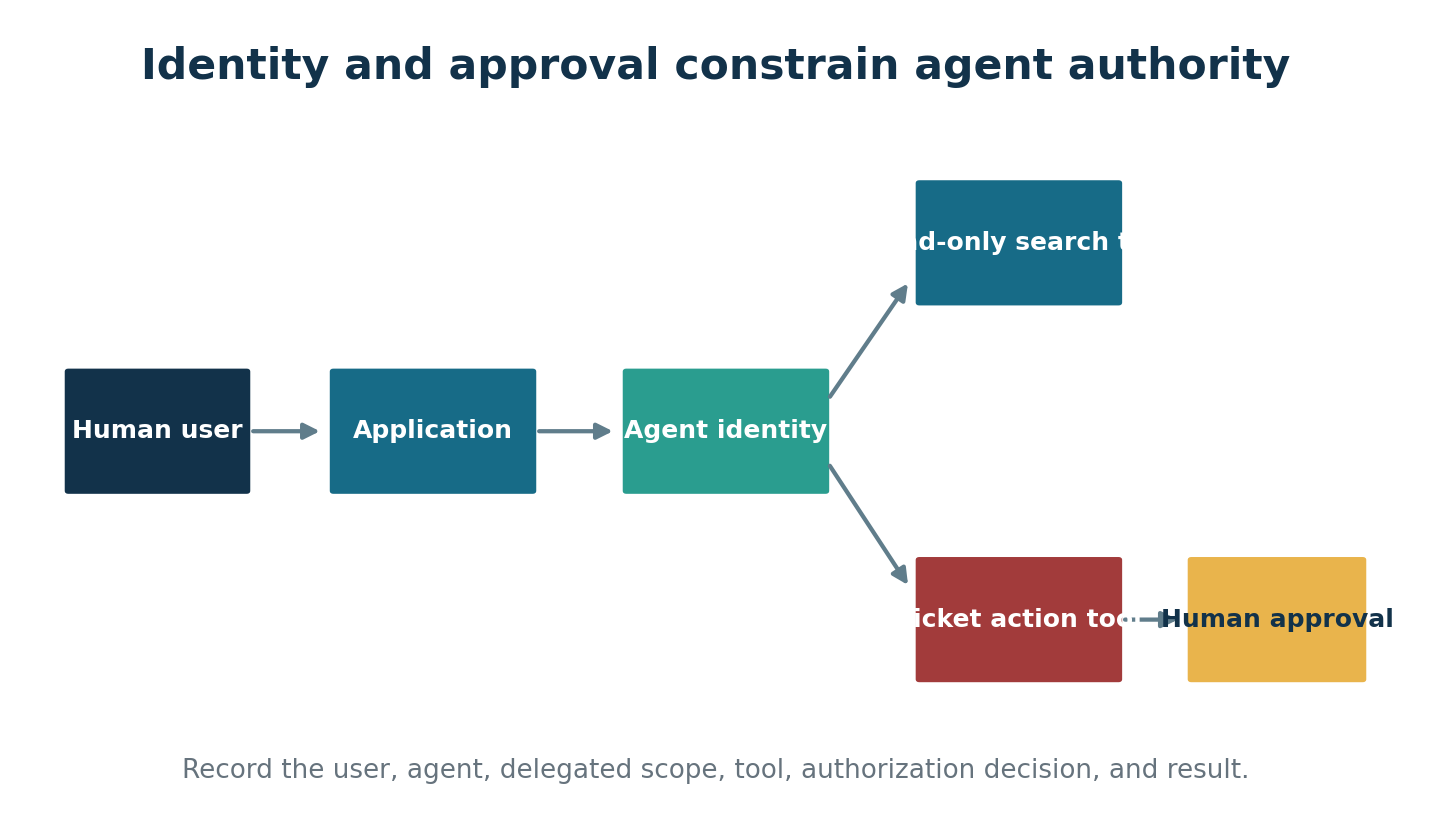 Identity and approval constrain agent authority
nd-only search t
Human user
Application
Agent identity
icket action too
Human approval
Record the user, agent, delegated scope, tool, authorization decision, and result.